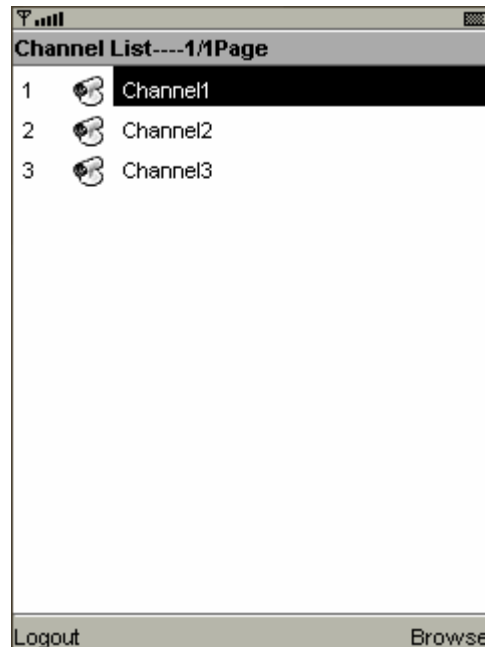 Channel List----1/1Page
1 Channel1
2 Channel2
3 Channel3
Logout Browse